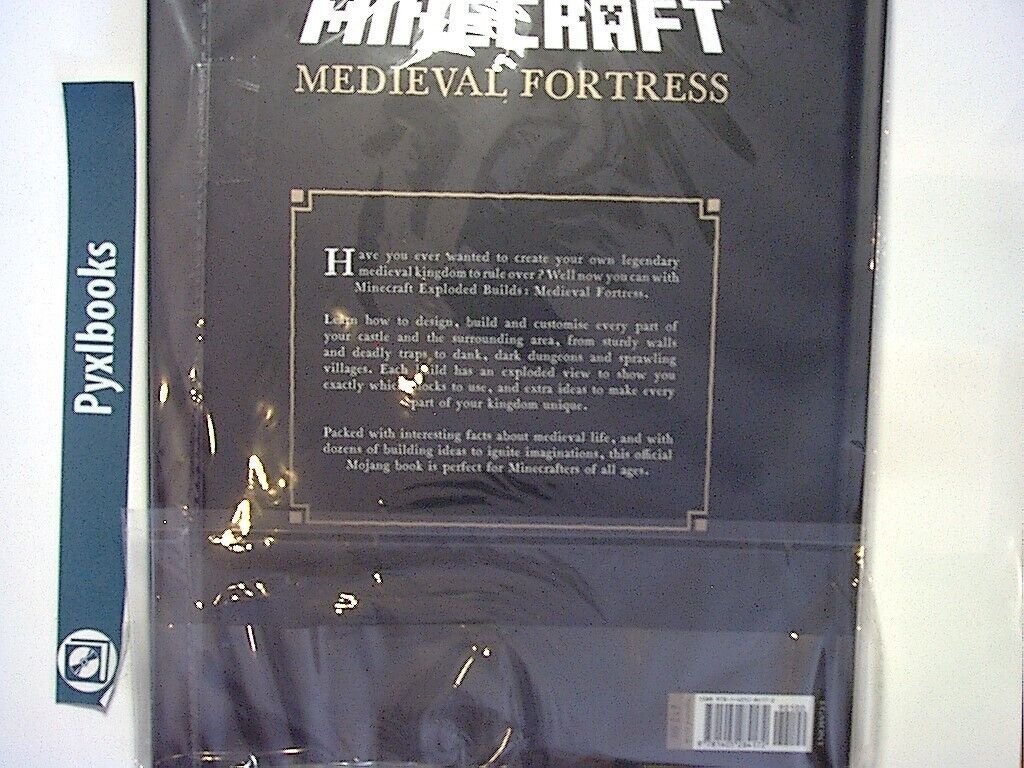 MINECRAFT
MEDIEVAL FORTRESS
Have you ever wanted to create your own legendary
medieval kingdom to rule over? Well now you can with
Minecraft Exploded Builds: Medieval Fortress.
Learn how to design, build and customise every part of
your castle and the surrounding area, from sturdy walls
and deadly traps to dank, dark dungeons and sprawling
villages. Each build has an exploded view to show you
exactly which blocks to use, and extra ideas to make every
part of your kingdom unique.
Packed with interesting facts about medieval life, and with
dozens of building ideas to ignite imaginations, this official
Mojang book is perfect for Minecrafters of all ages.
Pyxlbooks